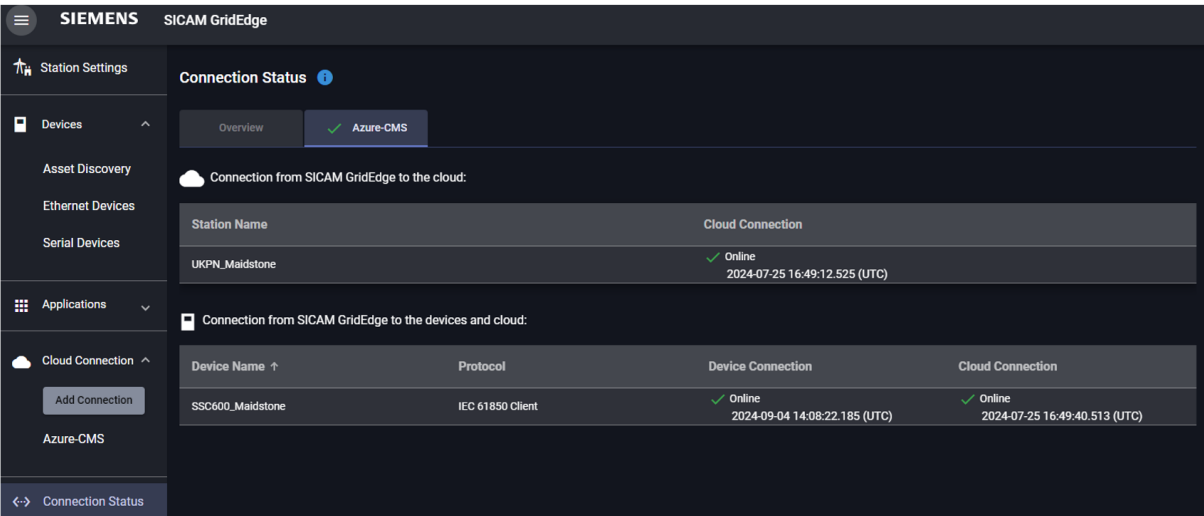 SIEMENS SICAM GridEdge
Station Settings
Devices
Asset Discovery
Ethernet Devices
Serial Devices
Applications
Cloud Connection
Add Connection
Azure-CMS
Connection Status
Connection Status
Overview Azure-CMS
Connection from SICAM GridEdge to the cloud:
Station Name Cloud Connection
UKPN_Maidstone Online
2024-07-25 16:49:12.525 (UTC)
Connection from SICAM GridEdge to the devices and cloud:
Device Name ↑ Protocol Device Connection Cloud Connection
SSC600_Maidstone IEC 61850 Client Online Online
2024-09-04 14:08:22.185 (UTC) 2024-07-25 16:49:40.513 (UTC)